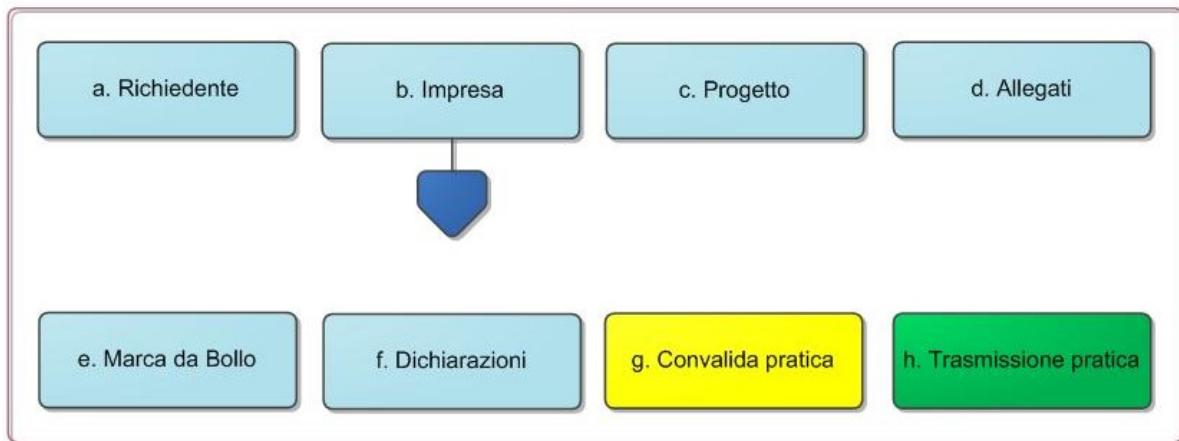 a. Richiedente
b. Impresa
c. Progetto
d. Allegati
e. Marca da Bollo
f. Dichiarazioni
g. Convalida pratica
h. Trasmissione pratica